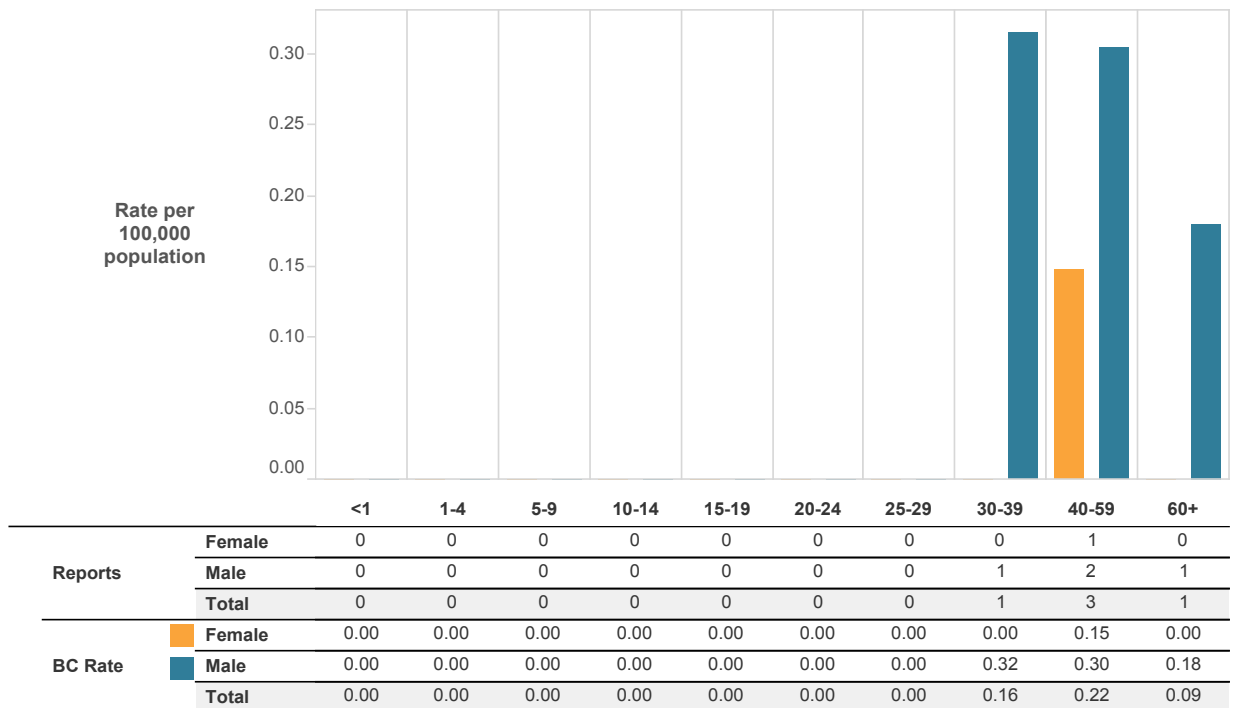 0.30
0.25
0.20
Rate per
100,000
population
0.15
0.10
0.05
0.00
<1 1-4 5-9 10-14 15-19 20-24 25-29 30-39 40-59 60+
Female 0 0 0 0 0 0 0 0 1 0
Reports Male 0 0 0 0 0 0 0 1 2 1
Total 0 0 0 0 0 0 0 1 3 1
Female 0.00 0.00 0.00 0.00 0.00 0.00 0.00 0.00 0.15 0.00
BC Rate Male 0.00 0.00 0.00 0.00 0.00 0.00 0.00 0.32 0.30 0.18
Total 0.00 0.00 0.00 0.00 0.00 0.00 0.00 0.16 0.22 0.09